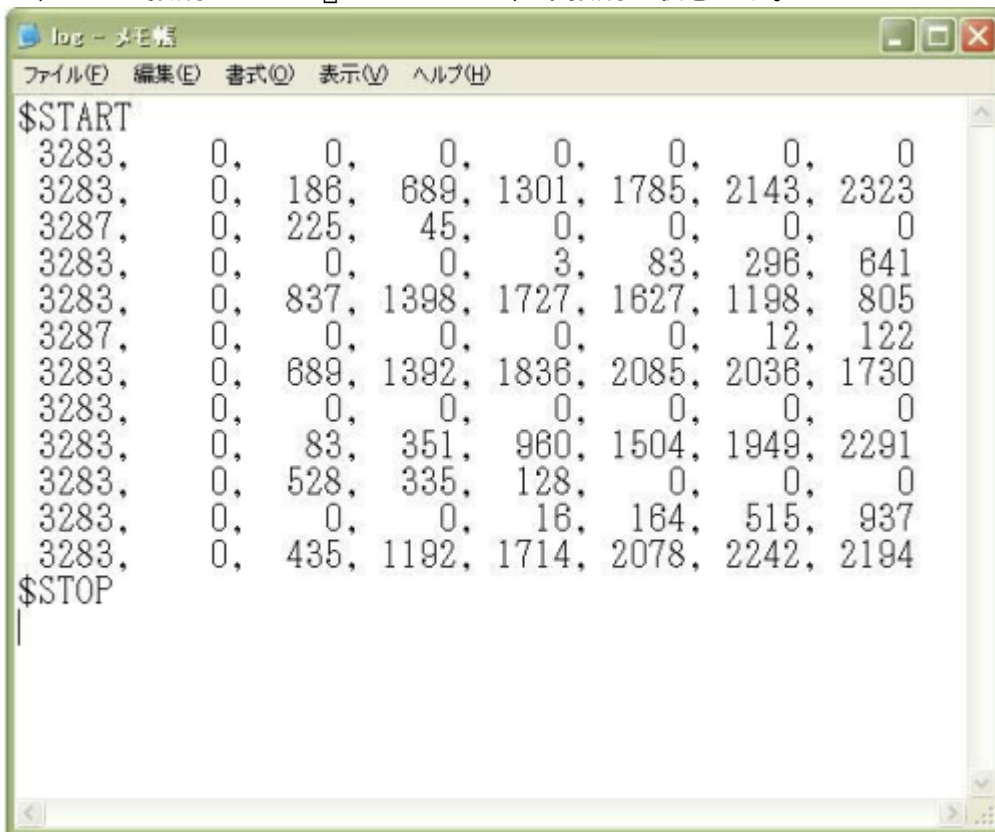 log - メモ帳
ファイル(F) 編集(E) 書式(O) 表示(V) ヘルプ(H)
$START
3283, 0, 0, 0, 0, 0, 0, 0
3283, 0, 186, 689, 1301, 1785, 2143, 2323
3287, 0, 225, 45, 0, 0, 0, 0
3283, 0, 0, 0, 3, 83, 296, 641
3283, 0, 837, 1398, 1727, 1627, 1198, 805
3287, 0, 0, 0, 0, 0, 12, 122
3283, 0, 689, 1392, 1836, 2085, 2036, 1730
3283, 0, 0, 0, 0, 0, 0, 0
3283, 0, 83, 351, 960, 1504, 1949, 2291
3283, 0, 528, 335, 128, 0, 0, 0
3283, 0, 0, 0, 16, 164, 515, 937
3283, 0, 435, 1192, 1714, 2078, 2242, 2194
$STOP